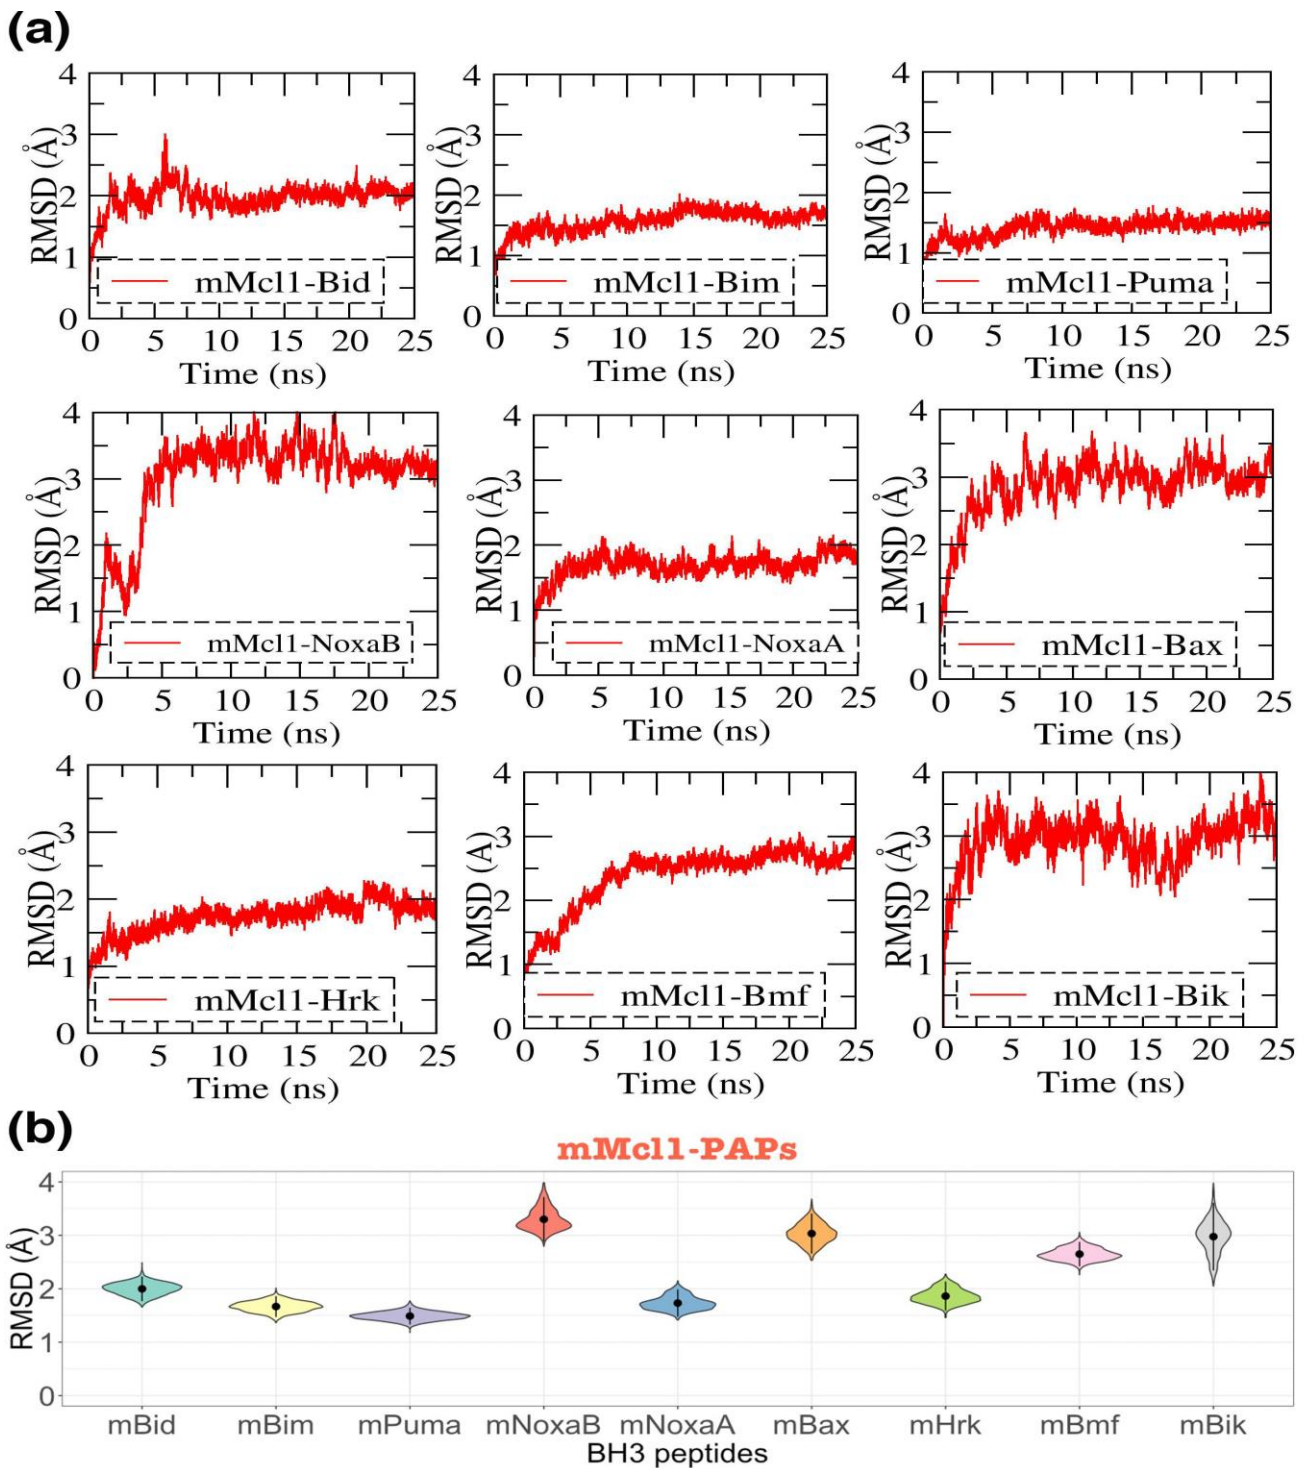 (a)
4
3
2
1
0
RMSD (Å)
mMcl1-Bid
0 5 10 15 20 25
Time (ns)
4
3
2
1
0
RMSD (Å)
mMcl1-Bim
0 5 10 15 20 25
Time (ns)
4
3
2
1
0
RMSD (Å)
mMcl1-Puma
0 5 10 15 20 25
Time (ns)
4
3
2
1
0
RMSD (Å)
mMcl1-NoxaB
0 5 10 15 20 25
Time (ns)
4
3
2
1
0
RMSD (Å)
mMcl1-NoxaA
0 5 10 15 20 25
Time (ns)
4
3
2
1
0
RMSD (Å)
mMcl1-Bax
0 5 10 15 20 25
Time (ns)
4
3
2
1
0
RMSD (Å)
mMcl1-Hrk
0 5 10 15 20 25
Time (ns)
4
3
2
1
0
RMSD (A)
mMcl1-Bmf
0 5 10 15 20 25
Time (ns)
4
3
2
1
0
RMSD (Å)
mMcl1-Bik
0 5 10 15 20 25
Time (ns)
(b)
mMcl1-PAPs
4
3
2
1
0
RMSD (Å)
mBid mBim mPuma mNoxaB mNoxaA mBax mHrk mBmf mBik
BH3 peptides